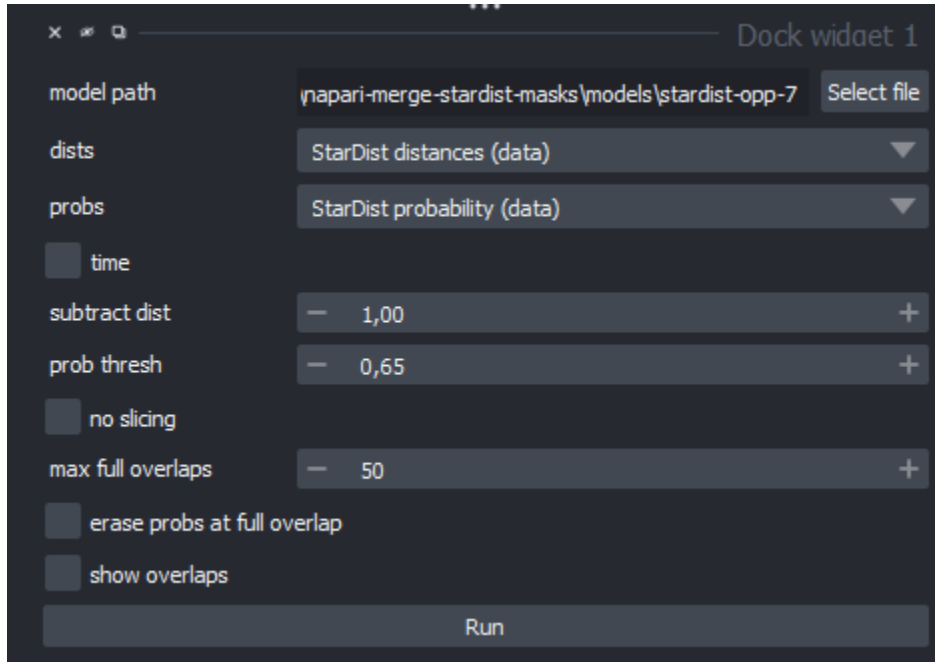 Dock widget 1
model path \napari-merge-stardist-masks\models\stardist-opp-7 Select file
dists StarDist distances (data)
probs StarDist probability (data)
time
subtract dist − 1,00 +
prob thresh − 0,65 +
no slicing
max full overlaps − 50 +
erase probs at full overlap
show overlaps
Run